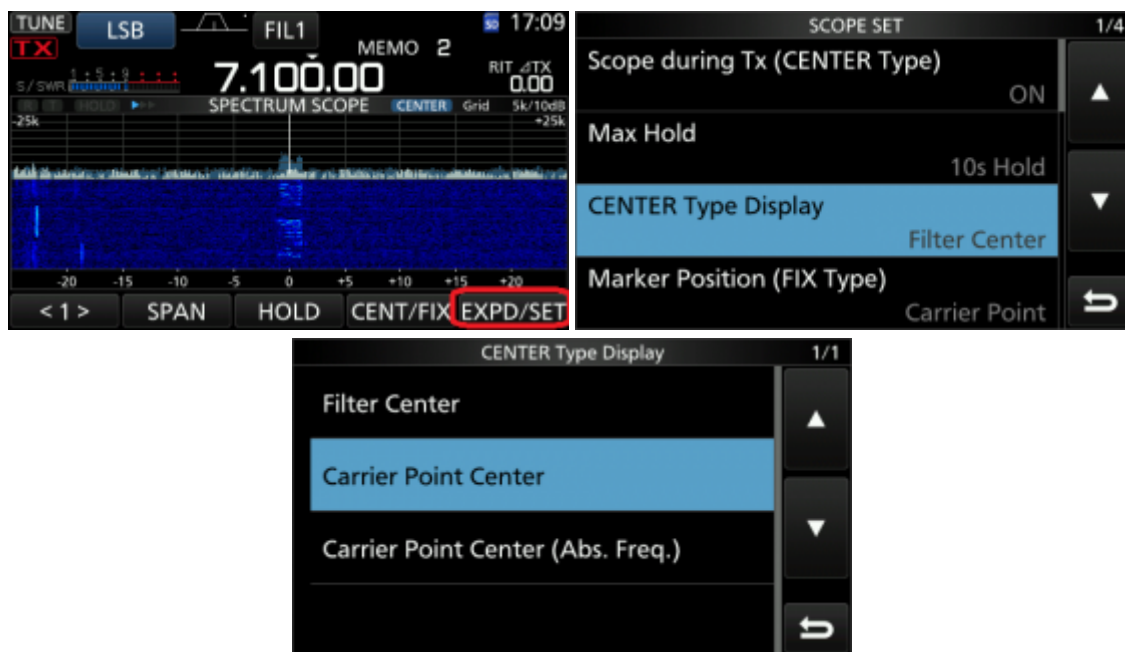 TUNE LSB FIL1 SD 17:09
TX MEMO 2
S/SWR 1 5 9 7.100.00 RIT ⊿TX 0.00
R T HOLD SPECTRUM SCOPE CENTER Grid 5k/10dB
-25k +25k
-20 -15 -10 -5 0 +5 +10 +15 +20
< 1 > SPAN HOLD CENT/FIX EXPD/SET
SCOPE SET 1/4
Scope during Tx (CENTER Type)
ON
Max Hold
10s Hold
CENTER Type Display
Filter Center
Marker Position (FIX Type)
Carrier Point
CENTER Type Display 1/1
Filter Center
Carrier Point Center
Carrier Point Center (Abs. Freq.)